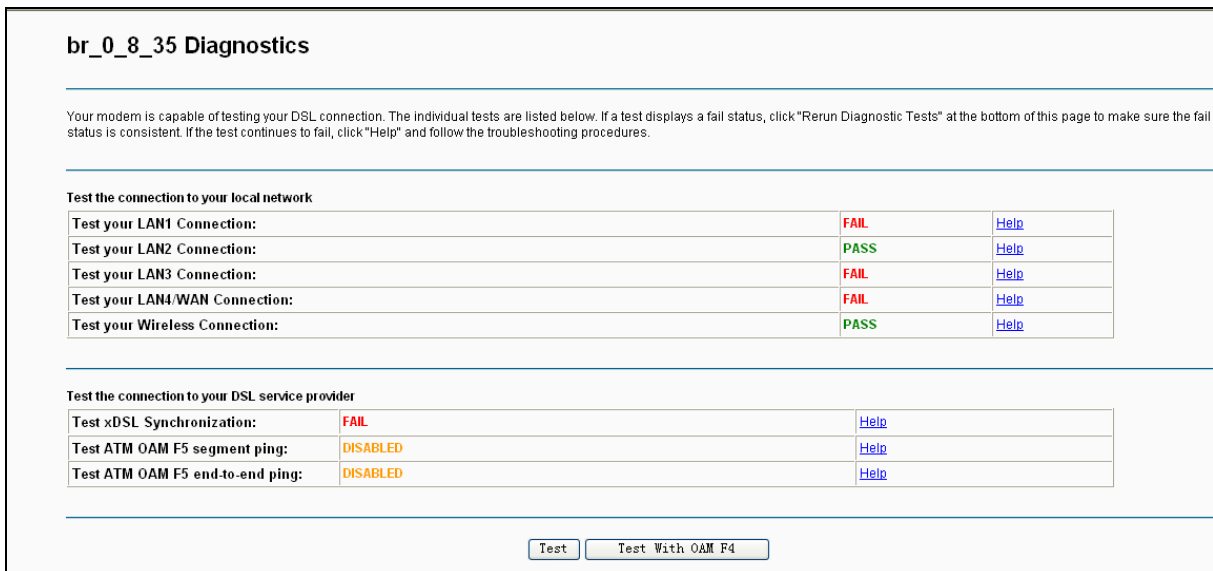 br_0_8_35 Diagnostics
Your modem is capable of testing your DSL connection. The individual tests are listed below. If a test displays a fail status, click "Rerun Diagnostic Tests" at the bottom of this page to make sure the fail
status is consistent. If the test continues to fail, click "Help" and follow the troubleshooting procedures.
Test the connection to your local network
Test your LAN1 Connection: FAIL Help
Test your LAN2 Connection: PASS Help
Test your LAN3 Connection: FAIL Help
Test your LAN4/WAN Connection: FAIL Help
Test your Wireless Connection: PASS Help
Test the connection to your DSL service provider
Test xDSL Synchronization: FAIL Help
Test ATM OAM F5 segment ping: DISABLED Help
Test ATM OAM F5 end-to-end ping: DISABLED Help
Test Test With OAM F4